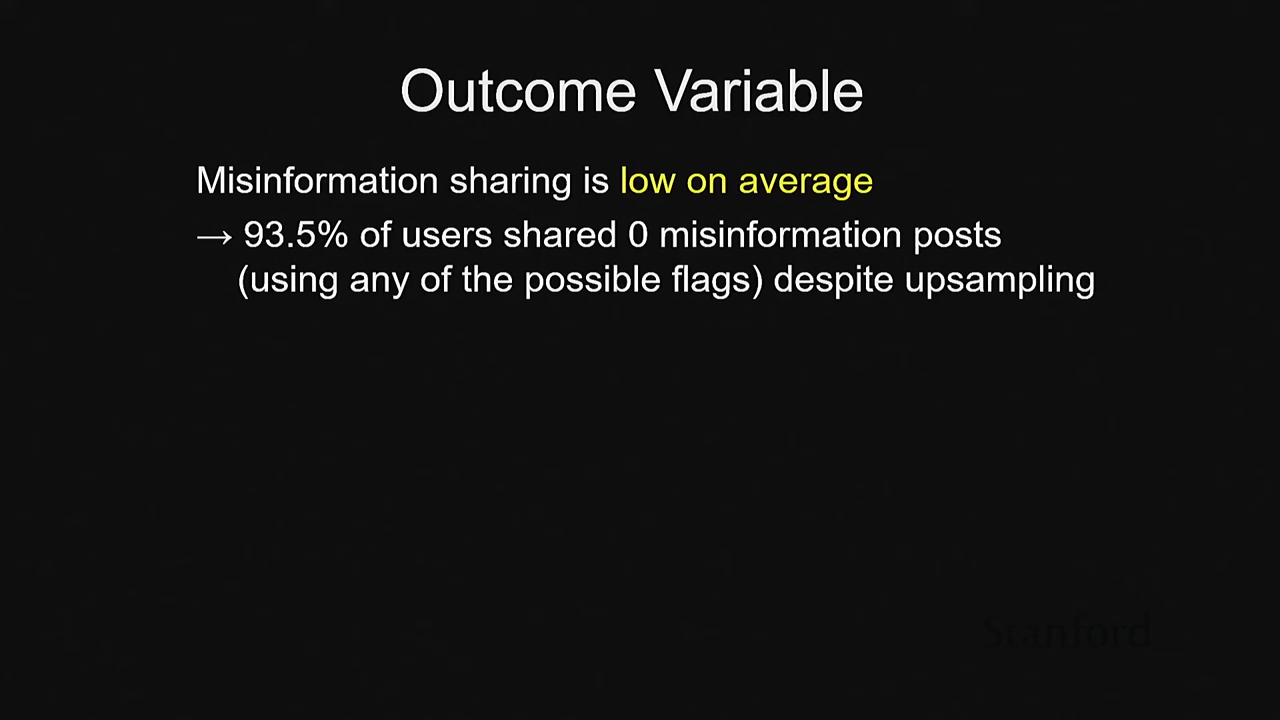 Outcome Variable
Misinformation sharing is low on average
→ 93.5% of users shared 0 misinformation posts
(using any of the possible flags) despite upsampling
Stanford